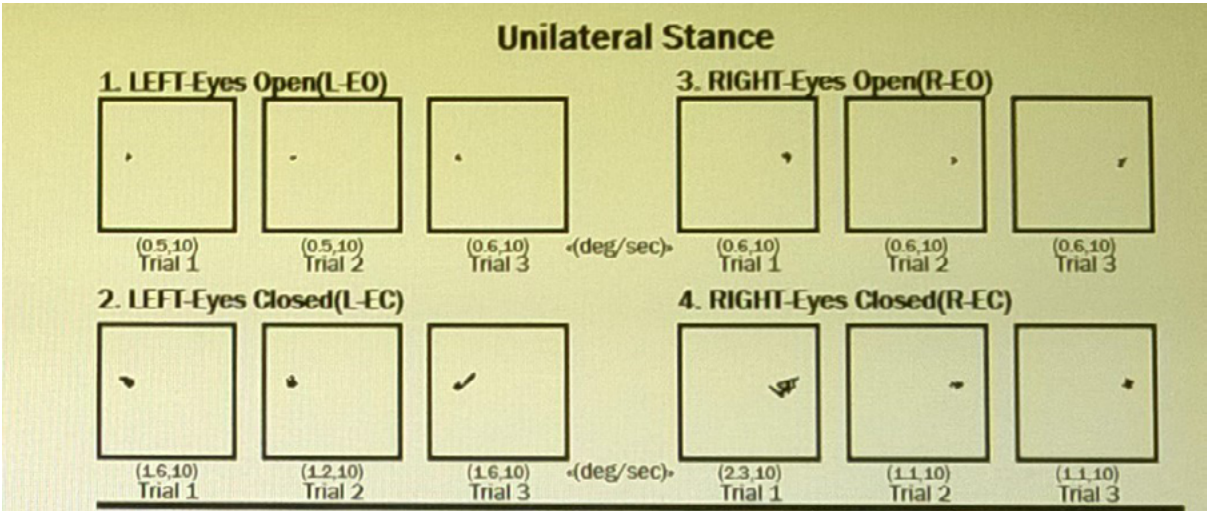 Unilateral Stance
1. LEFT-Eyes Open(L-EO)
3. RIGHT-Eyes Open(R-EO)
(0.5,10) (0.5,10) (0.6,10) «(deg/sec)» (0.6,10) (0.6,10) (0.6,10)
Trial 1 Trial 2 Trial 3 Trial 1 Trial 2 Trial 3
2. LEFT-Eyes Closed(L-EC)
4. RIGHT-Eyes Closed(R-EC)
(1.6,10) (1.2,10) (1.6,10) «(deg/sec)» (2.3,10) (1.1,10) (1.1,10)
Trial 1 Trial 2 Trial 3 Trial 1 Trial 2 Trial 3